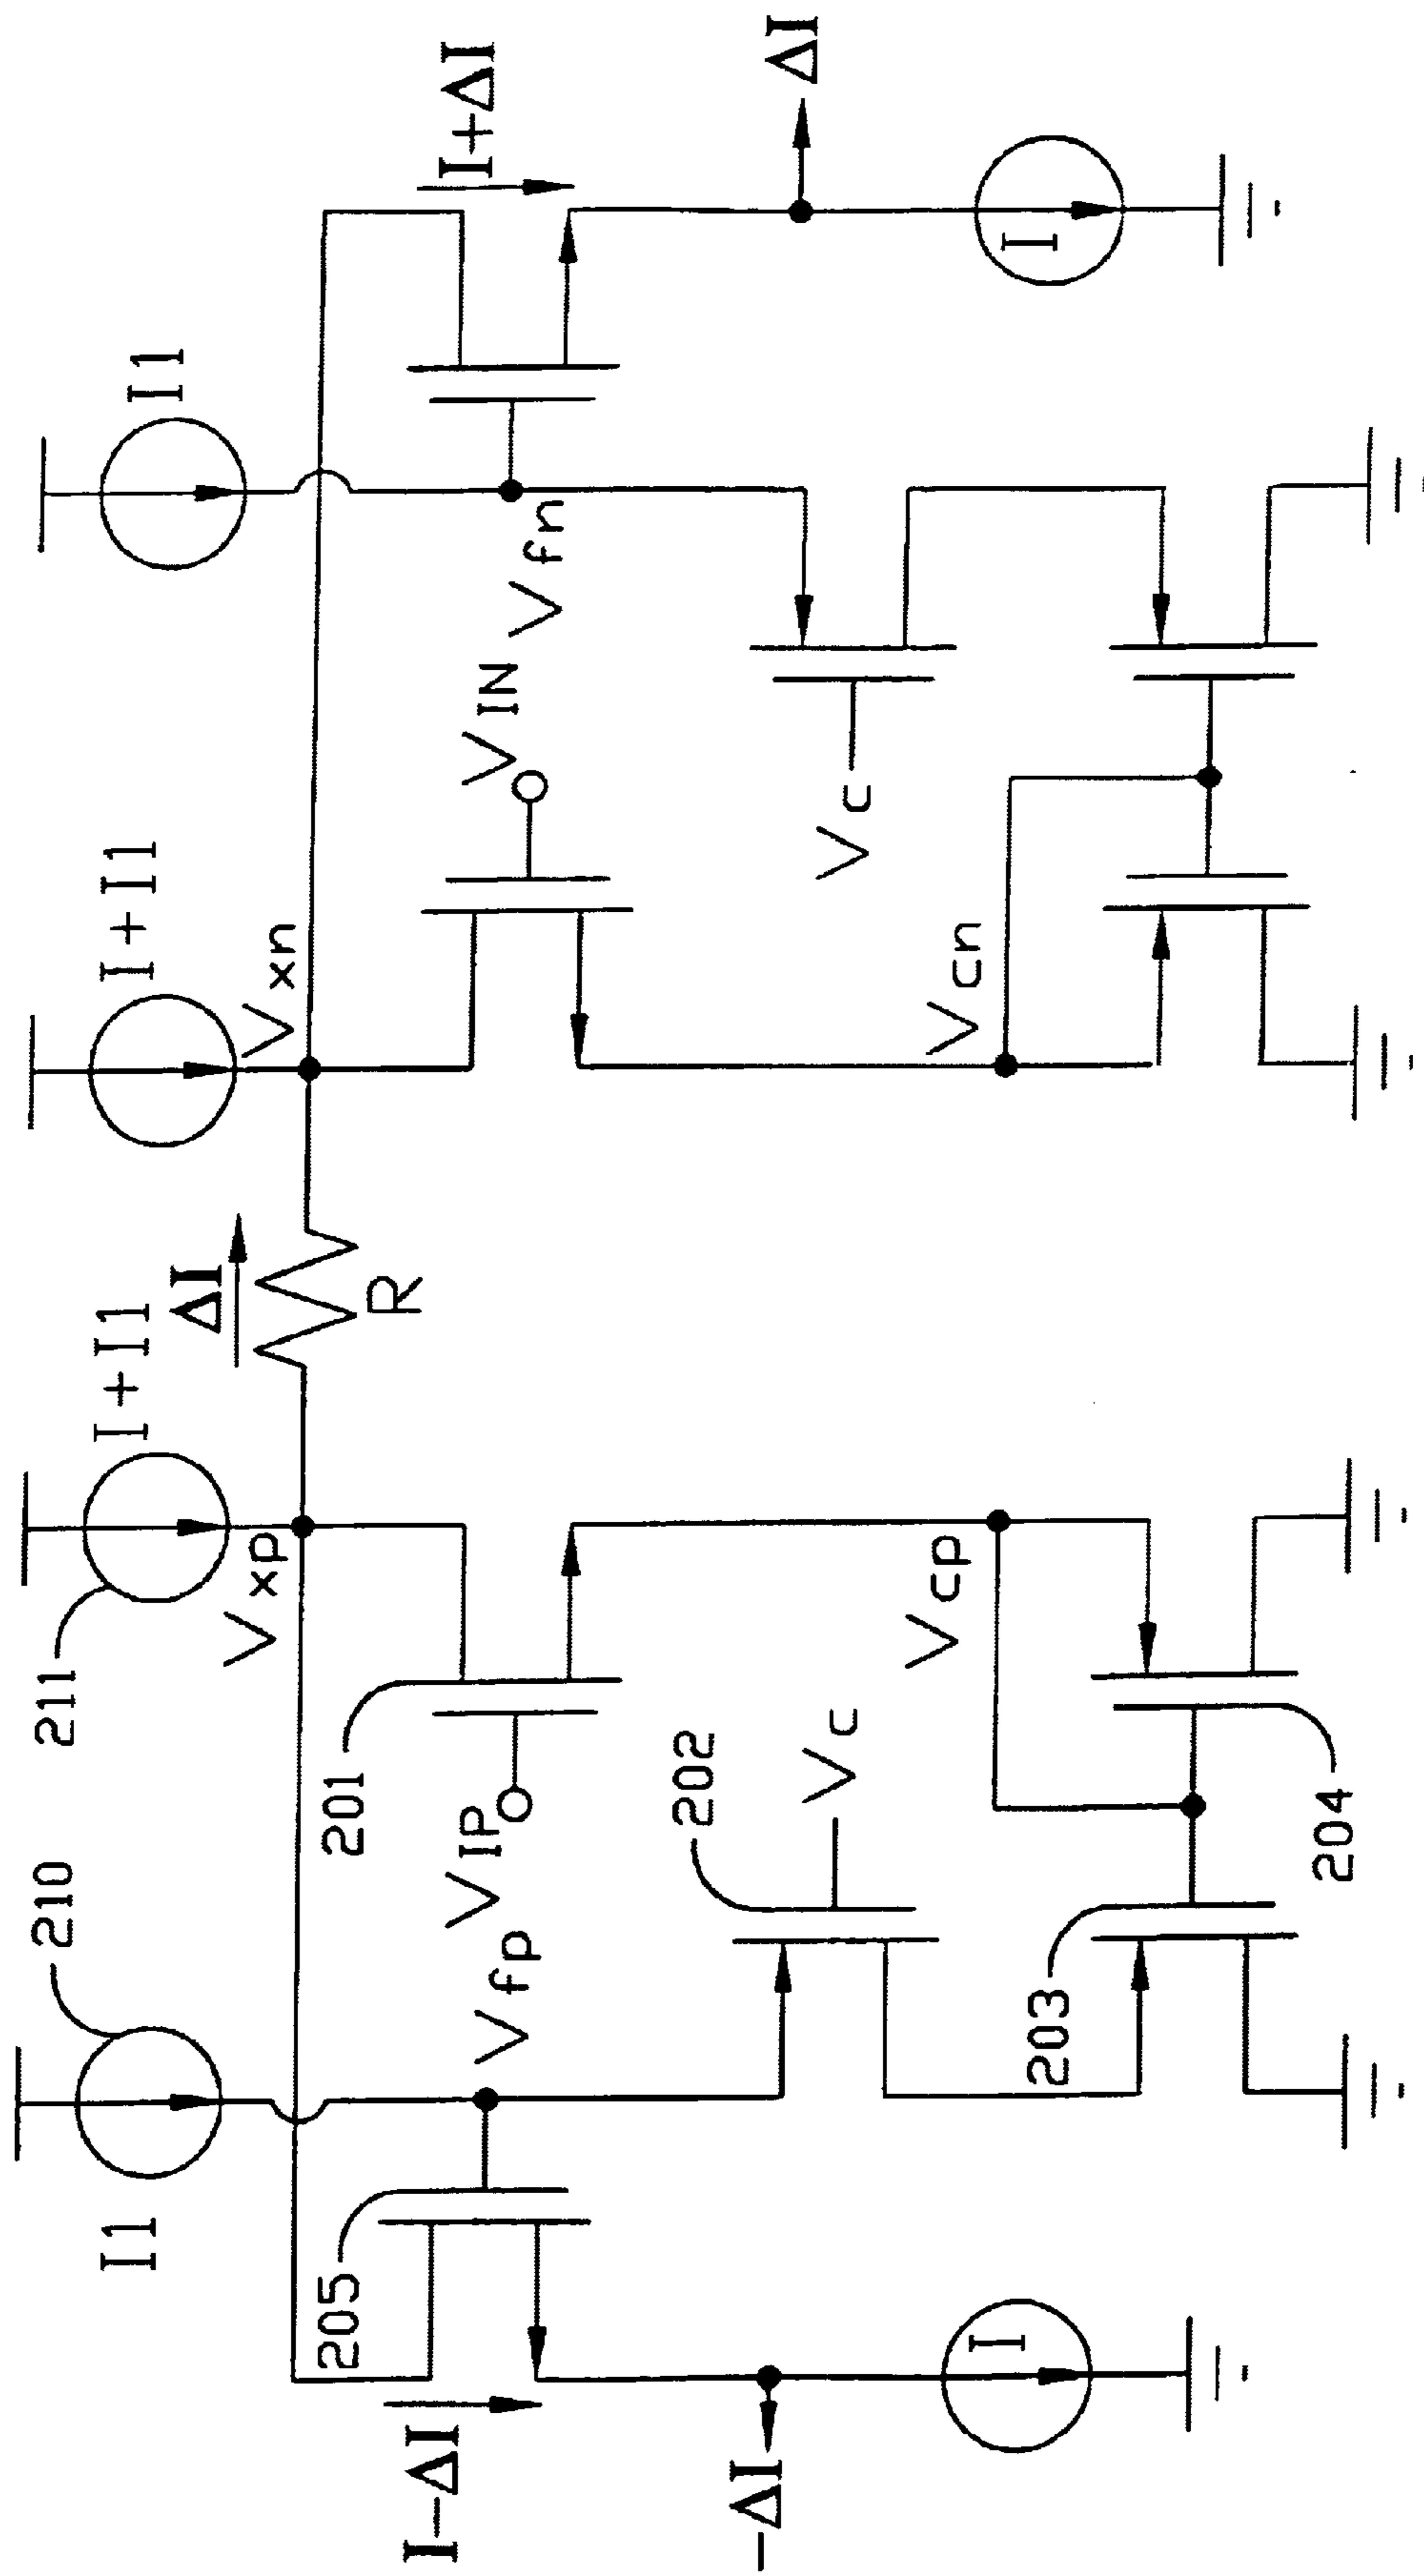 210
211
I1
I+I1
I+I1
I1
ΔI
Vxp
Vxn
R
205
201
I-ΔI
VIP
VIN
I+ΔI
Vfp
Vfn
202
Vc
Vc
-ΔI
ΔI
Vcp
Vcn
I
I
203
204